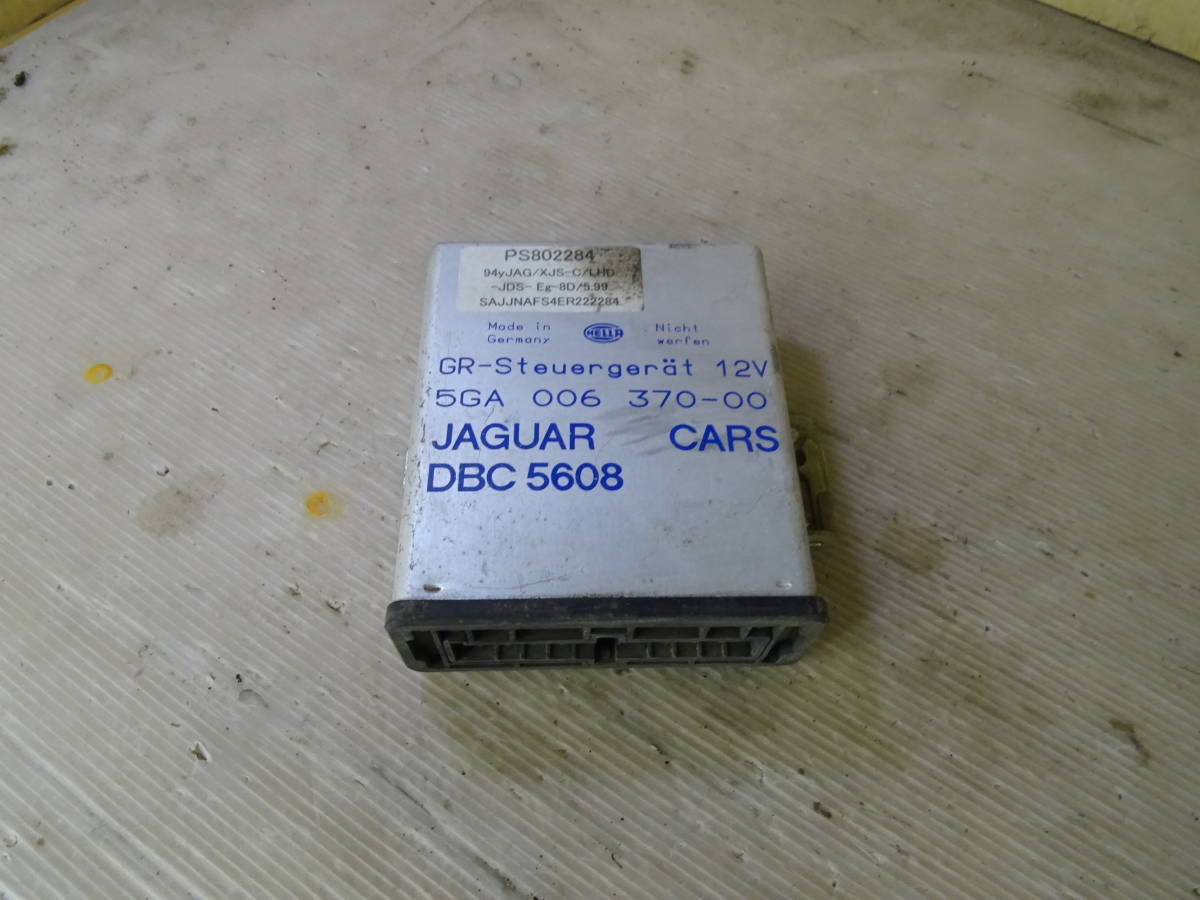 PS802284
94yJAG/XJS-C/LHD
-JDS- Eg-8D/5.99
SAJJNAFS4ER222284
Made in Germany
HELLA
Nicht werfen
GR-Steuergerät 12V
5GA 006 370-00
JAGUAR CARS
DBC 5608